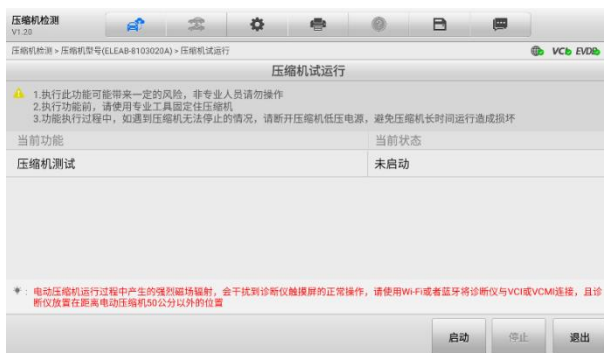 压缩机检测
V1.20
压缩机检测 > 压缩机型号(ELEAB-8103020A) > 压缩机试运行
VCI EVDB
压缩机试运行
1.执行此功能可能带来一定的风险，非专业人员请勿操作
2.执行功能前，请使用专业工具固定住压缩机
3.功能执行过程中，如遇到压缩机无法停止的情况，请断开压缩机低压电源，避免压缩机长时间运行造成损坏
当前功能 当前状态
压缩机测试 未启动
* : 电动压缩机运行过程中产生的强烈磁场辐射，会干扰到诊断仪触摸屏的正常操作，请使用Wi-Fi或者蓝牙将诊断仪与VCI或VCMI连接，且诊
断仪放置在距离电动压缩机50公分以外的位置
启动 停止 退出